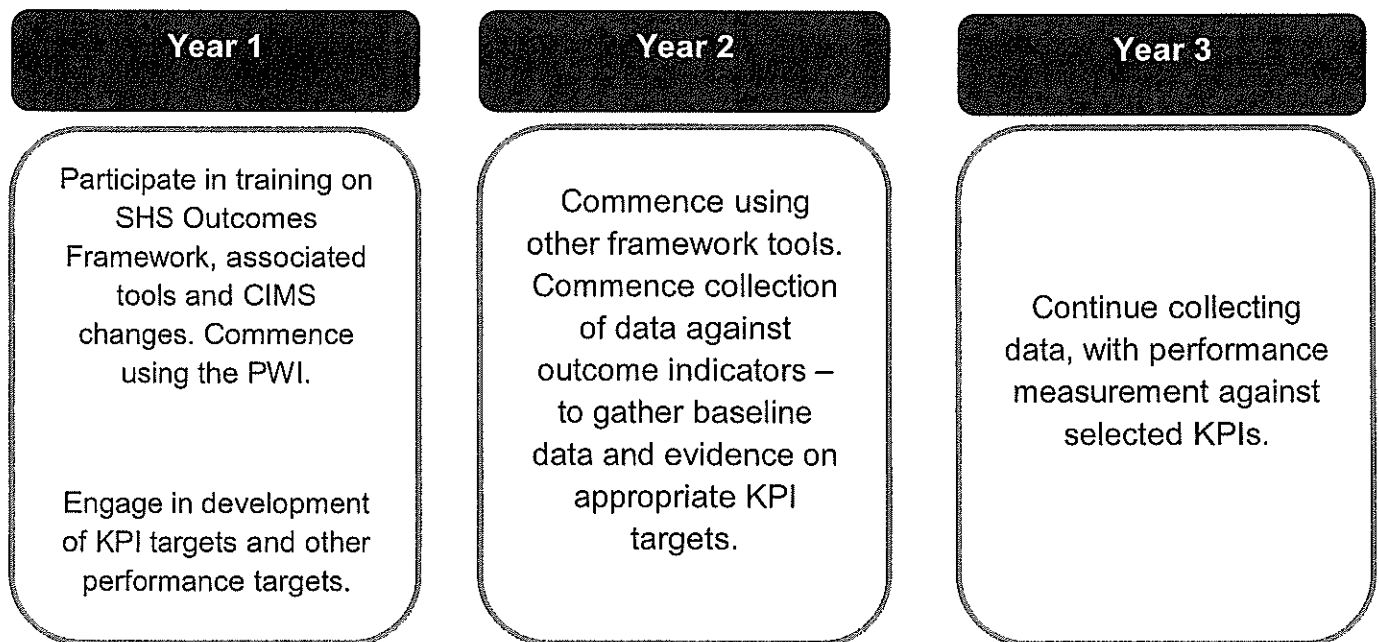 Year 1
Participate in training on
SHS Outcomes
Framework, associated
tools and CIMS
changes. Commence
using the PWI.
Engage in development
of KPI targets and other
performance targets.
Year 2
Commence using
other framework tools.
Commence collection
of data against
outcome indicators –
to gather baseline
data and evidence on
appropriate KPI
targets.
Year 3
Continue collecting
data, with performance
measurement against
selected KPIs.